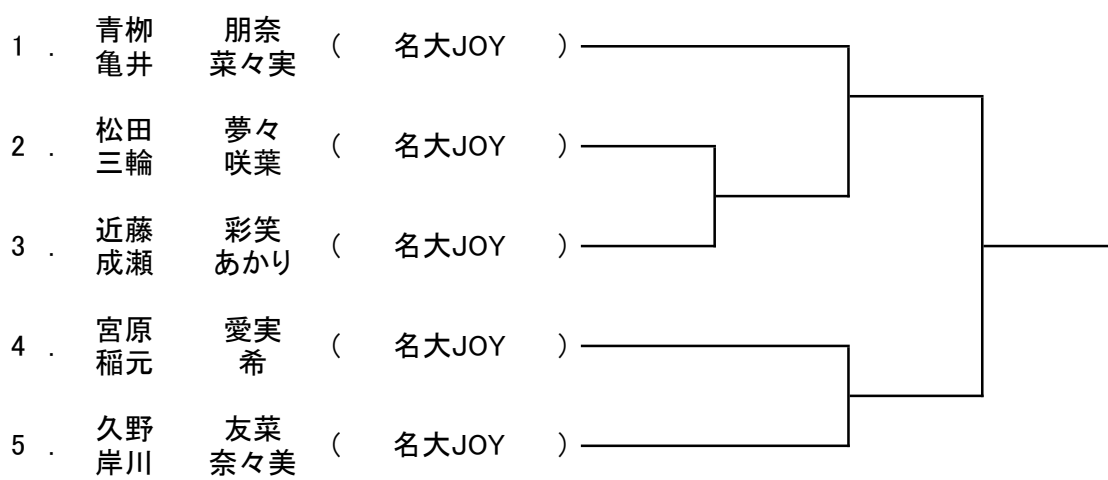 1 . 青栁 朋奈 ( 名大JOY )
亀井 菜々実
2 . 松田 夢々 ( 名大JOY )
三輪 咲葉
3 . 近藤 彩笑 ( 名大JOY )
成瀬 あかり
4 . 宮原 愛実 ( 名大JOY )
稲元 希
5 . 久野 友菜 ( 名大JOY )
岸川 奈々美